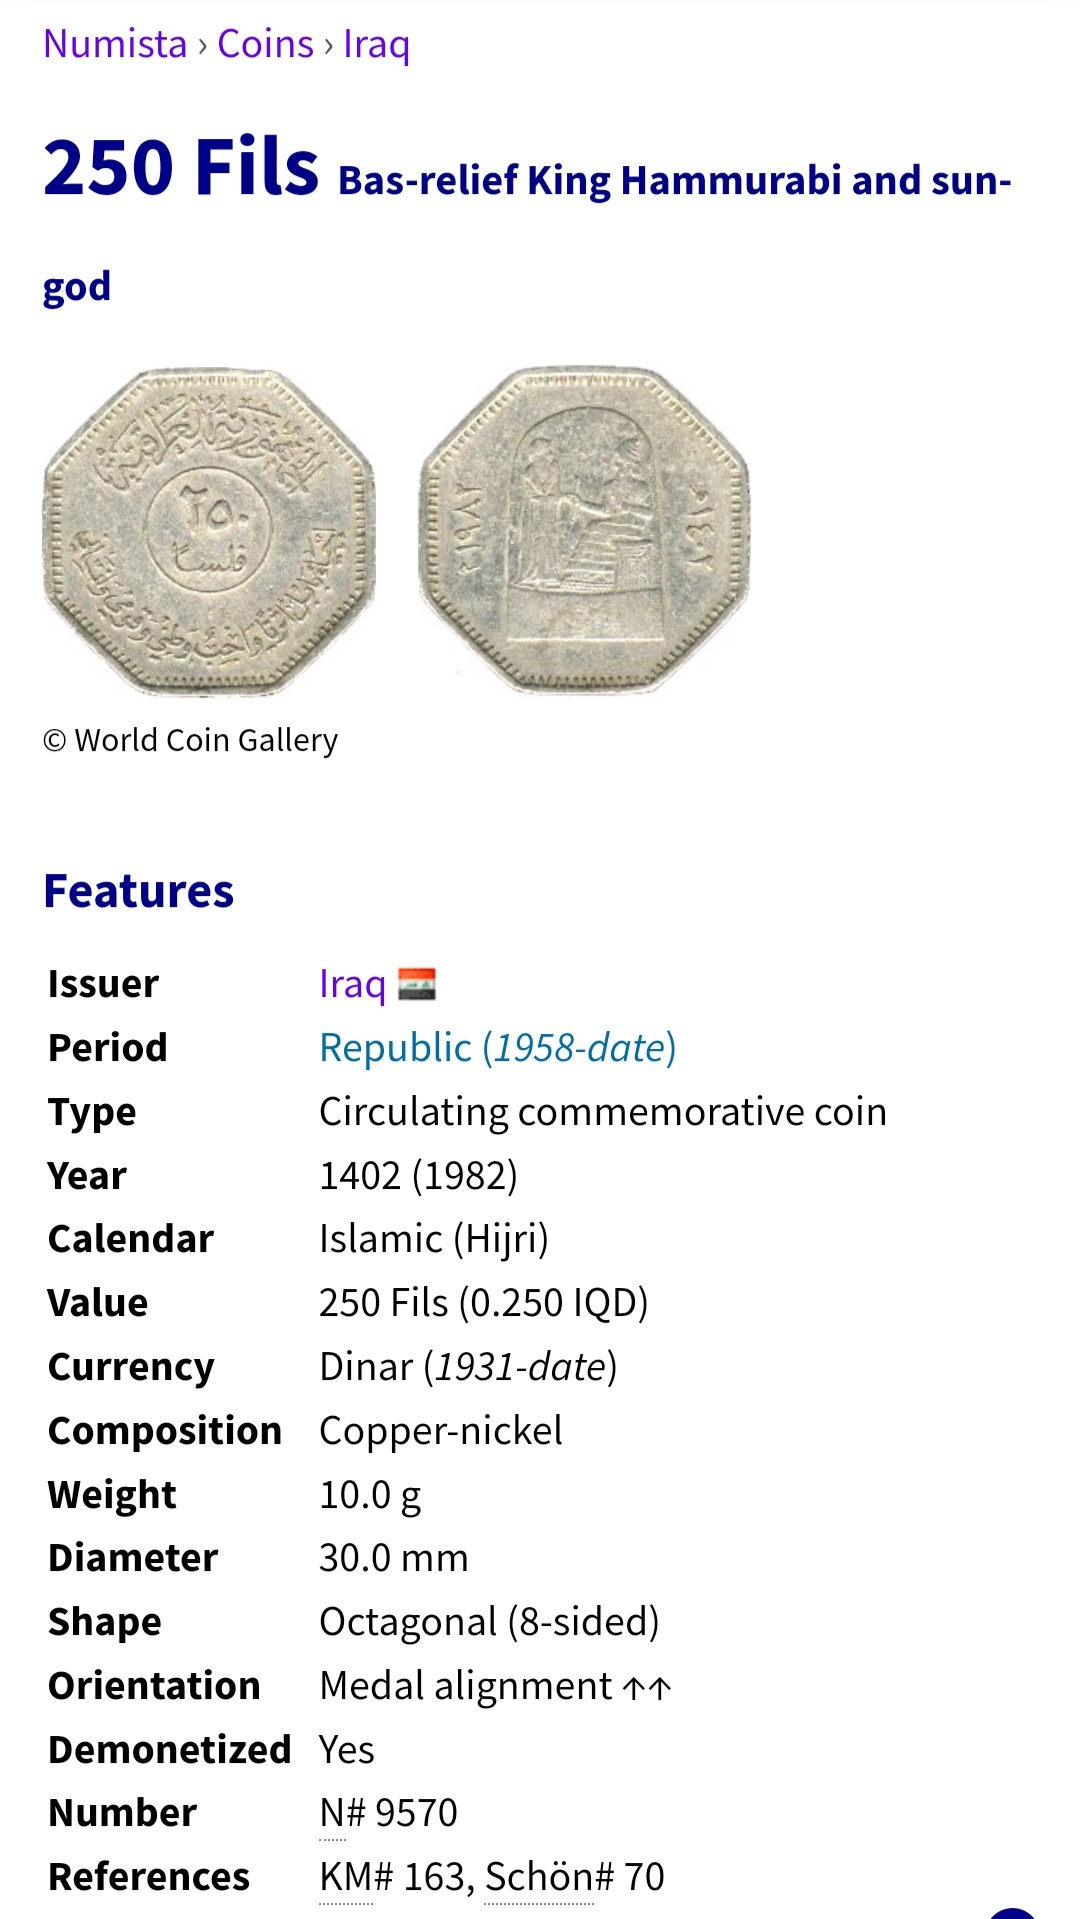 Numista › Coins › Iraq
250 Fils Bas-relief King Hammurabi and sun-
god
الجمهورية العراقية
٢٥٠
فلسا
١٩٨٢م
١٤٠٢هـ
© World Coin Gallery
Features
Issuer Iraq
Period Republic (1958-date)
Type Circulating commemorative coin
Year 1402 (1982)
Calendar Islamic (Hijri)
Value 250 Fils (0.250 IQD)
Currency Dinar (1931-date)
Composition Copper-nickel
Weight 10.0 g
Diameter 30.0 mm
Shape Octagonal (8-sided)
Orientation Medal alignment ↑↑
Demonetized Yes
Number N# 9570
References KM# 163, Schön# 70